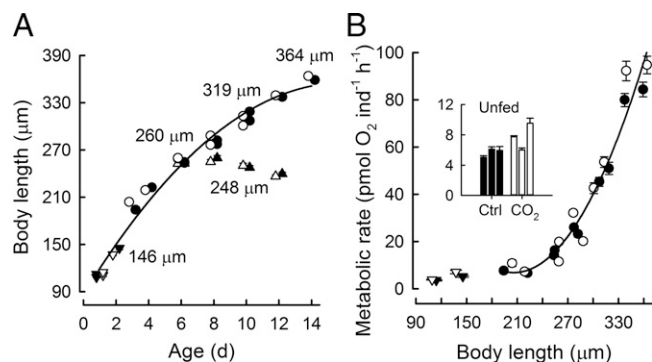 A
Body length (μm)
390
330
270
210
150
90
364 μm
319 μm
260 μm
248 μm
146 μm
0 2 4 6 8 10 12 14
Age (d)
B
Metabolic rate (pmol O2 ind-1 h-1)
100
80
60
40
20
0
Unfed
12
8
4
0
Ctrl CO2
90 150 210 270 330 390
Body length (μm)